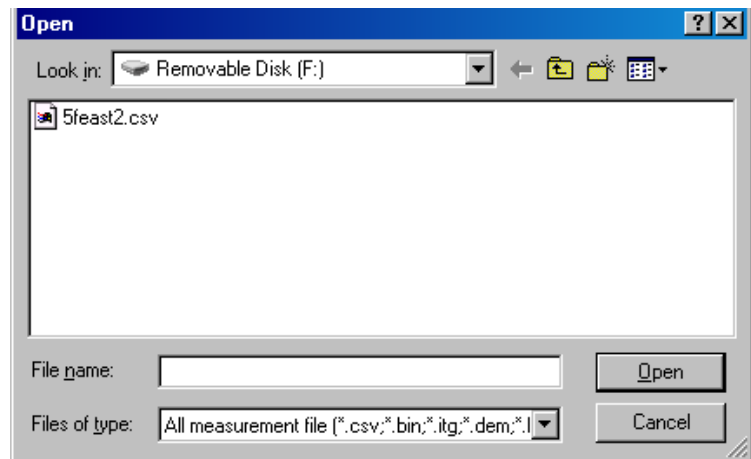 Open
Look in: Removable Disk (F:)
5feast2.csv
File name: Open
Files of type: All measurement file (*.csv;*.bin;*.itg;*.dem;*.l Cancel